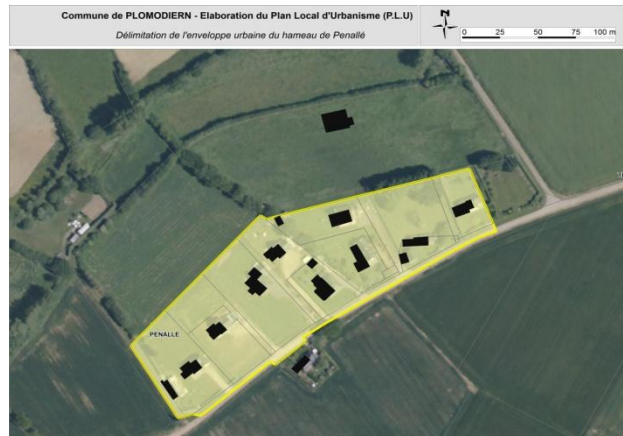 Commune de PLOMODIERN - Elaboration du Plan Local d'Urbanisme (P.L.U)
Délimitation de l'enveloppe urbaine du hameau de Penallé
N
0 25 50 75 100 m
PENALLE